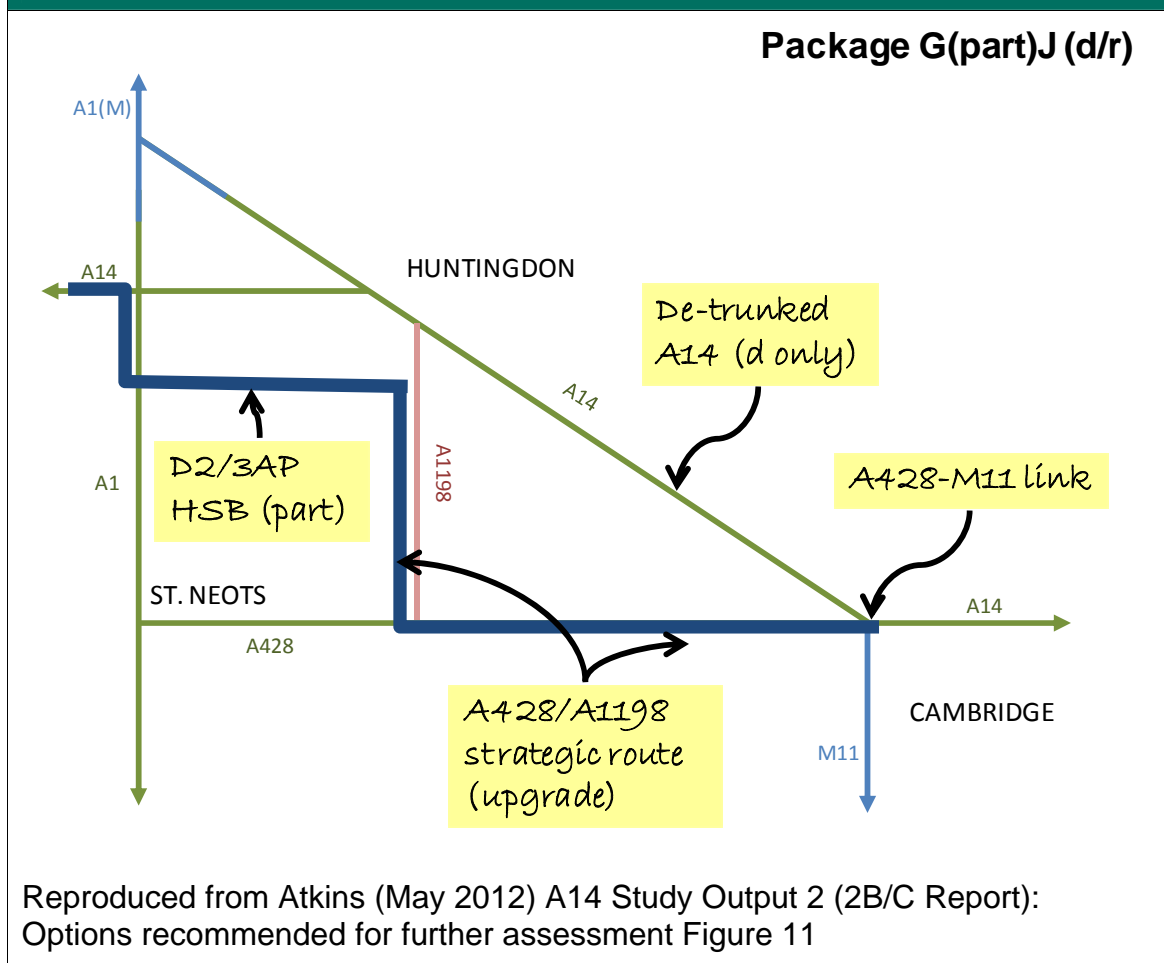 Package G(part)J (d/r)
A1(M)
A14
HUNTINGDON
De-trunked
A14 (d only)
A14
D2/3AP
HSB (part)
A1
A1198
A428-M11 link
ST. NEOTS
A14
A428
A428/A1198
strategic route
(upgrade)
CAMBRIDGE
M11
Reproduced from Atkins (May 2012) A14 Study Output 2 (2B/C Report):
Options recommended for further assessment Figure 11